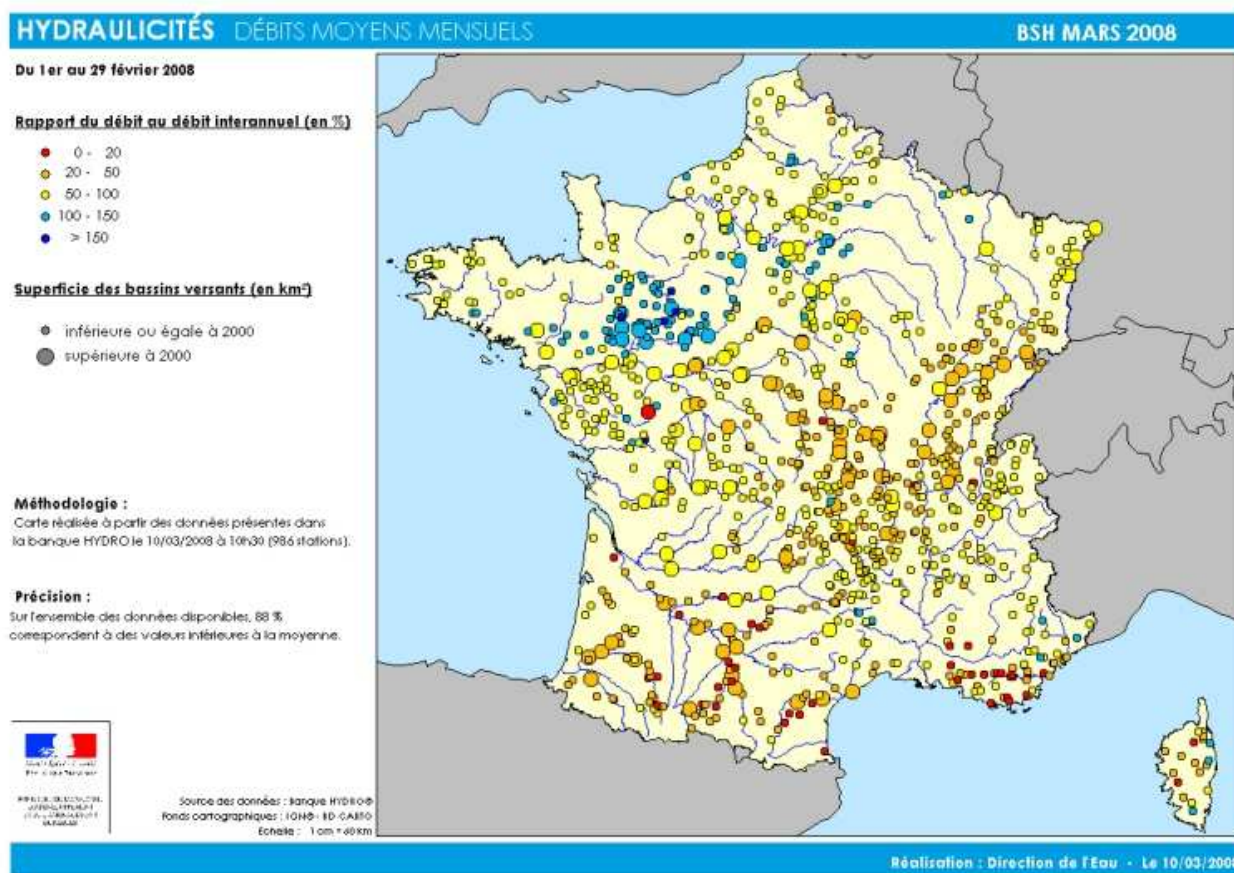 HYDRAULICITÉS DÉBITS MOYENS MENSUELS
BSH MARS 2008
Du 1er au 29 février 2008
Rapport du débit au débit interannuel (en %)
0 - 20
20 - 50
50 - 100
100 - 150
> 150
Superficie des bassins versants (en km²)
inférieure ou égale à 2000
supérieure à 2000
Méthodologie :
Carte réalisée à partir des données présentes dans
la banque HYDRO le 10/03/2008 à 10h30 (986 stations).
Précision :
Sur l'ensemble des données disponibles, 88 %
correspondent à des valeurs inférieures à la moyenne.
Source des données : Banque HYDRO®
Fonds cartographiques : IGN® - BD CARTO
Echelle : 1 cm = 60 km
Réalisation : Direction de l'Eau - Le 10/03/2008